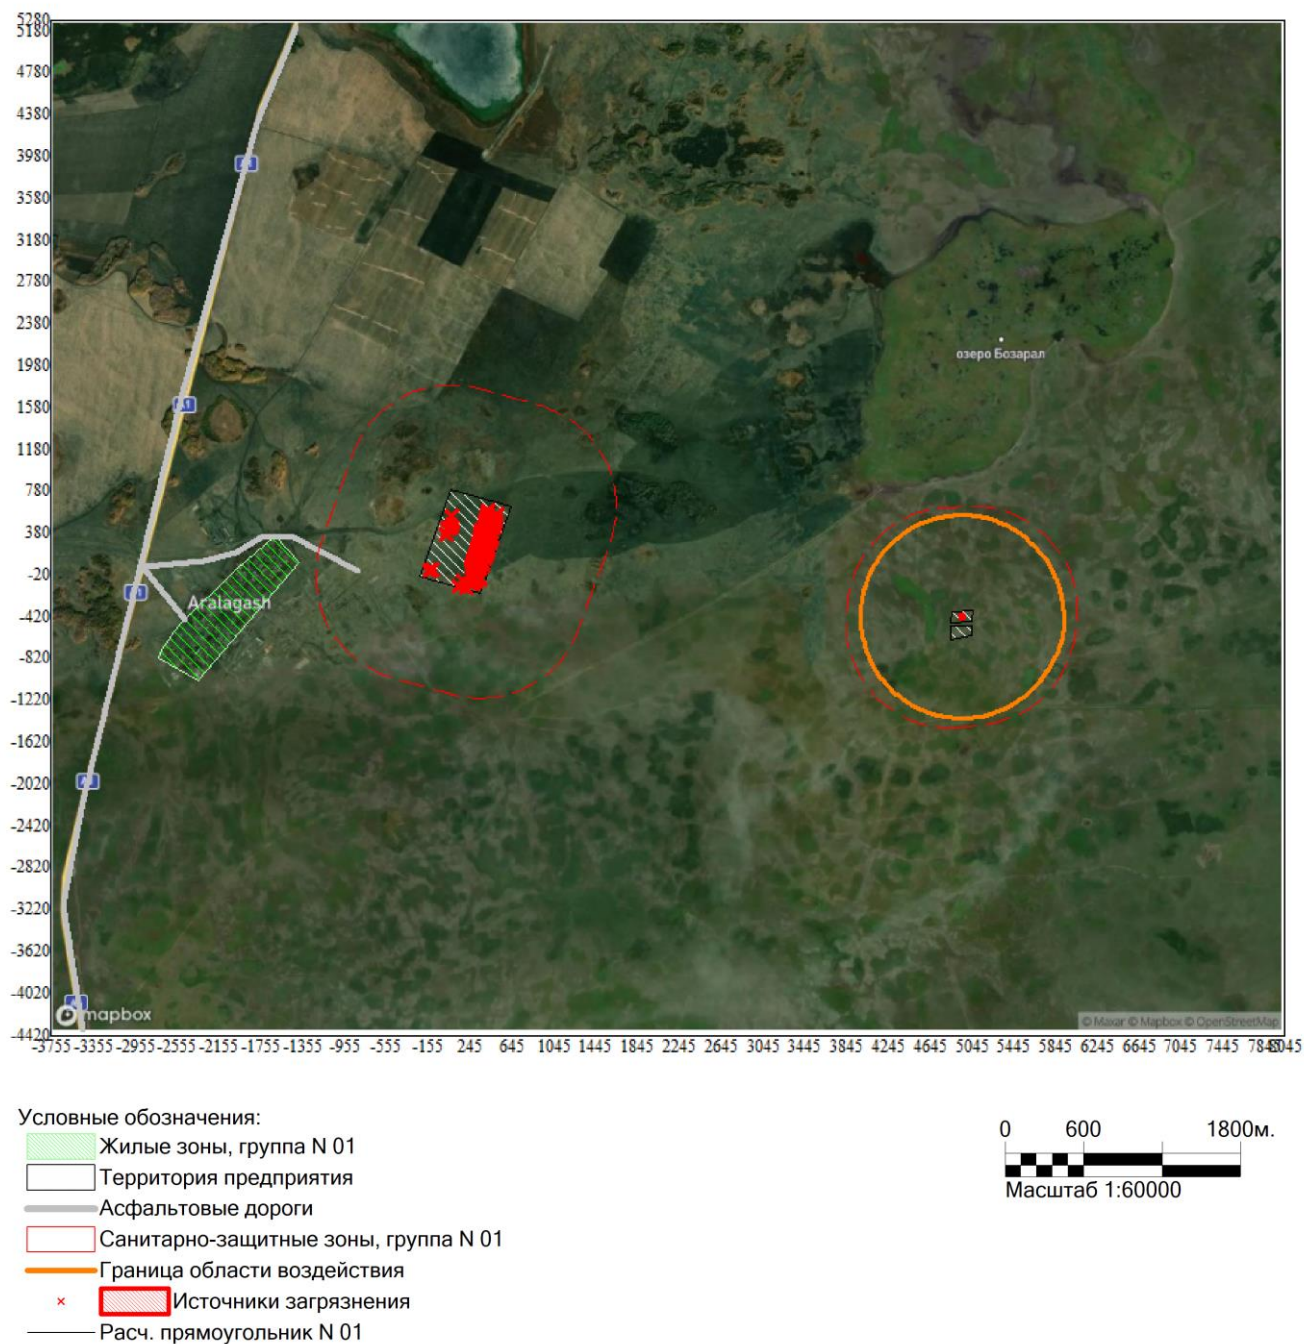 5280
5180
4780
4380
3980
3580
3180
2780
2380
1980
1580
1180
780
380
-20
-420
-820
-1220
-1620
-2020
-2420
-2820
-3220
-3620
-4020
-4420
озеро Бозарал
Aralagash
mapbox
© Maxar © Mapbox © OpenStreetMap
-3755 -3355 -2955 -2555 -2155 -1755 -1355 -955 -555 -155 245 645 1045 1445 1845 2245 2645 3045 3445 3845 4245 4645 5045 5445 5845 6245 6645 7045 7445 7845 8045
Условные обозначения:
Жилые зоны, группа N 01
Территория предприятия
Асфальтовые дороги
Санитарно-защитные зоны, группа N 01
Граница области воздействия
Источники загрязнения
Расч. прямоугольник N 01
0 600 1800м.
Масштаб 1:60000